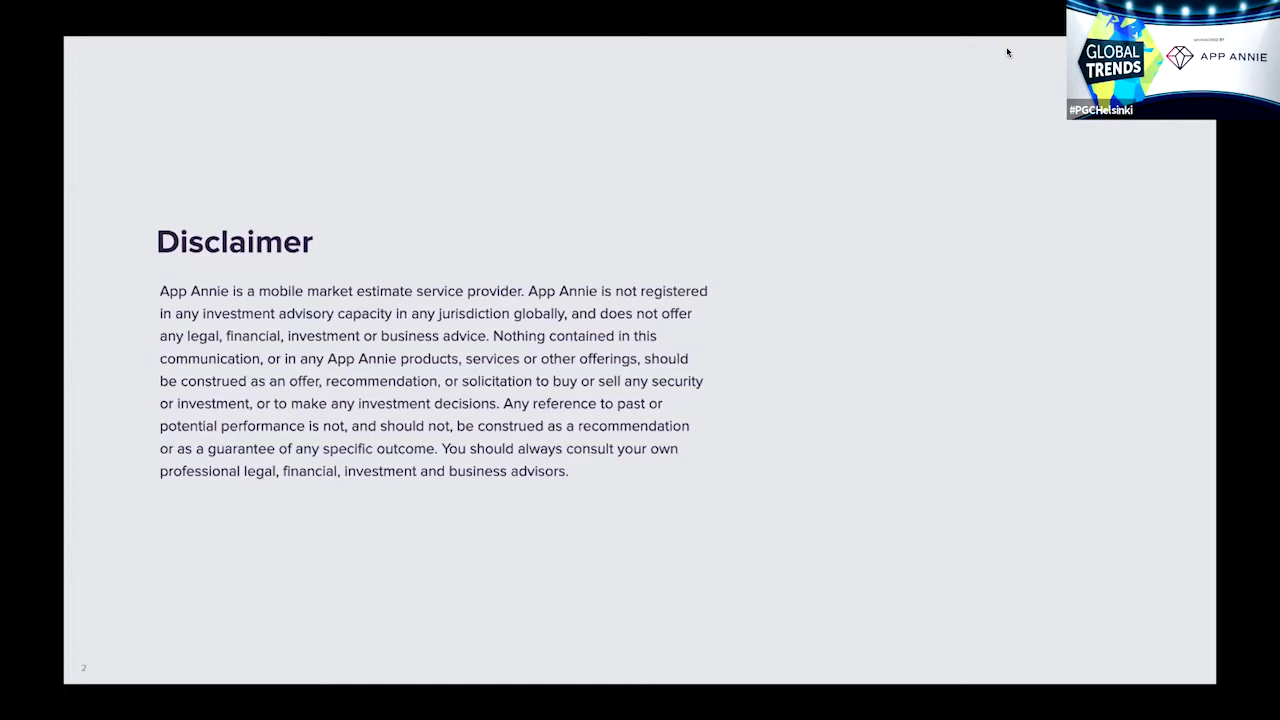 GLOBAL
TRENDS
SPONSORED BY
APP ANNIE
#PGCHelsinki
Disclaimer
App Annie is a mobile market estimate service provider. App Annie is not registered
in any investment advisory capacity in any jurisdiction globally, and does not offer
any legal, financial, investment or business advice. Nothing contained in this
communication, or in any App Annie products, services or other offerings, should
be construed as an offer, recommendation, or solicitation to buy or sell any security
or investment, or to make any investment decisions. Any reference to past or
potential performance is not, and should not, be construed as a recommendation
or as a guarantee of any specific outcome. You should always consult your own
professional legal, financial, investment and business advisors.
2